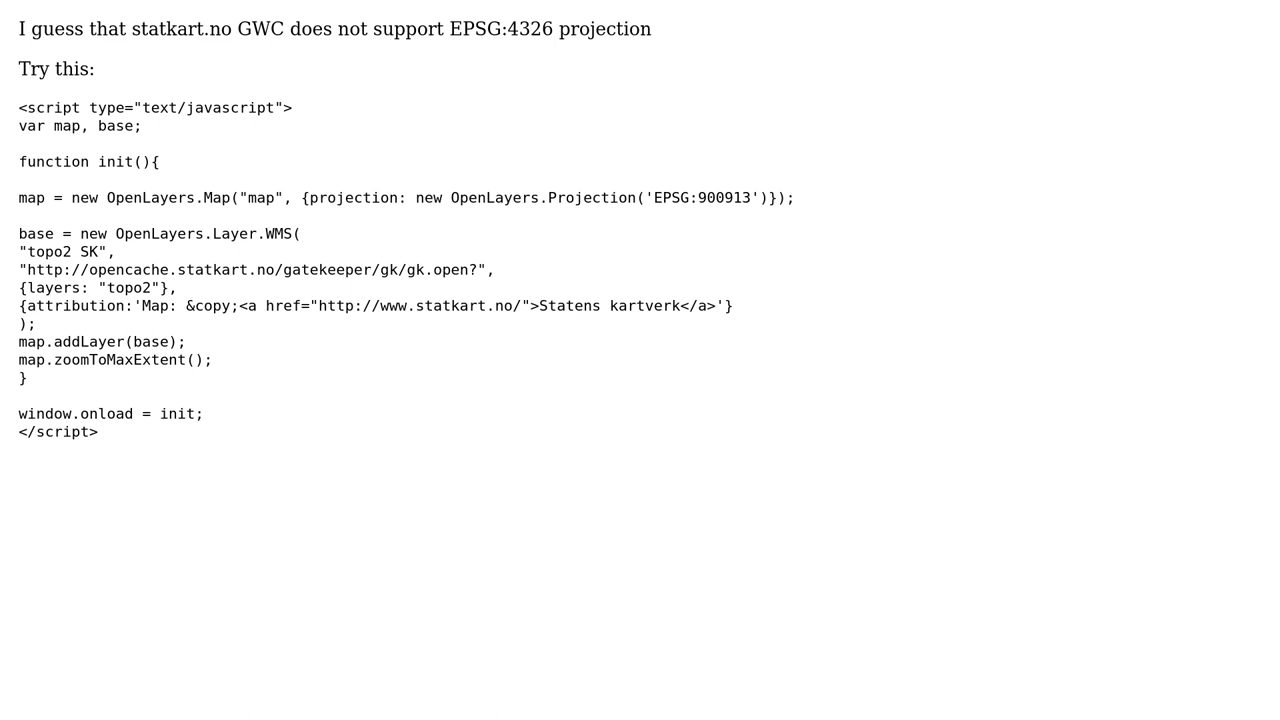 I guess that statkart.no GWC does not support EPSG:4326 projection
Try this:
<script type="text/javascript">
var map, base;
function init(){
map = new OpenLayers.Map("map", {projection: new OpenLayers.Projection('EPSG:900913')});
base = new OpenLayers.Layer.WMS(
"topo2 SK",
"http://opencache.statkart.no/gatekeeper/gk/gk.open?",
{layers: "topo2"},
{attribution:'Map: &copy;<a href="http://www.statkart.no/">Statens kartverk</a>'}
);
map.addLayer(base);
map.zoomToMaxExtent();
}
window.onload = init;
</script>